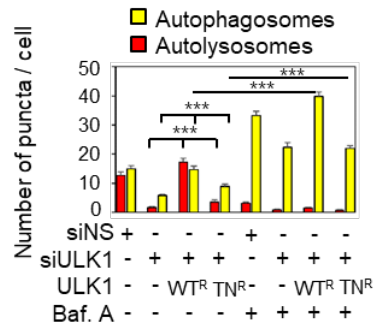 Autophagosomes
Autolysosomes
Number of puncta / cell
***
***
***
***
50
40
30
20
10
0
siNS + - - - + - - -
siULK1 - + + + - + + +
ULK1 - - WTᴿ TNᴿ - - WTᴿ TNᴿ
Baf. A - - - - + + + +